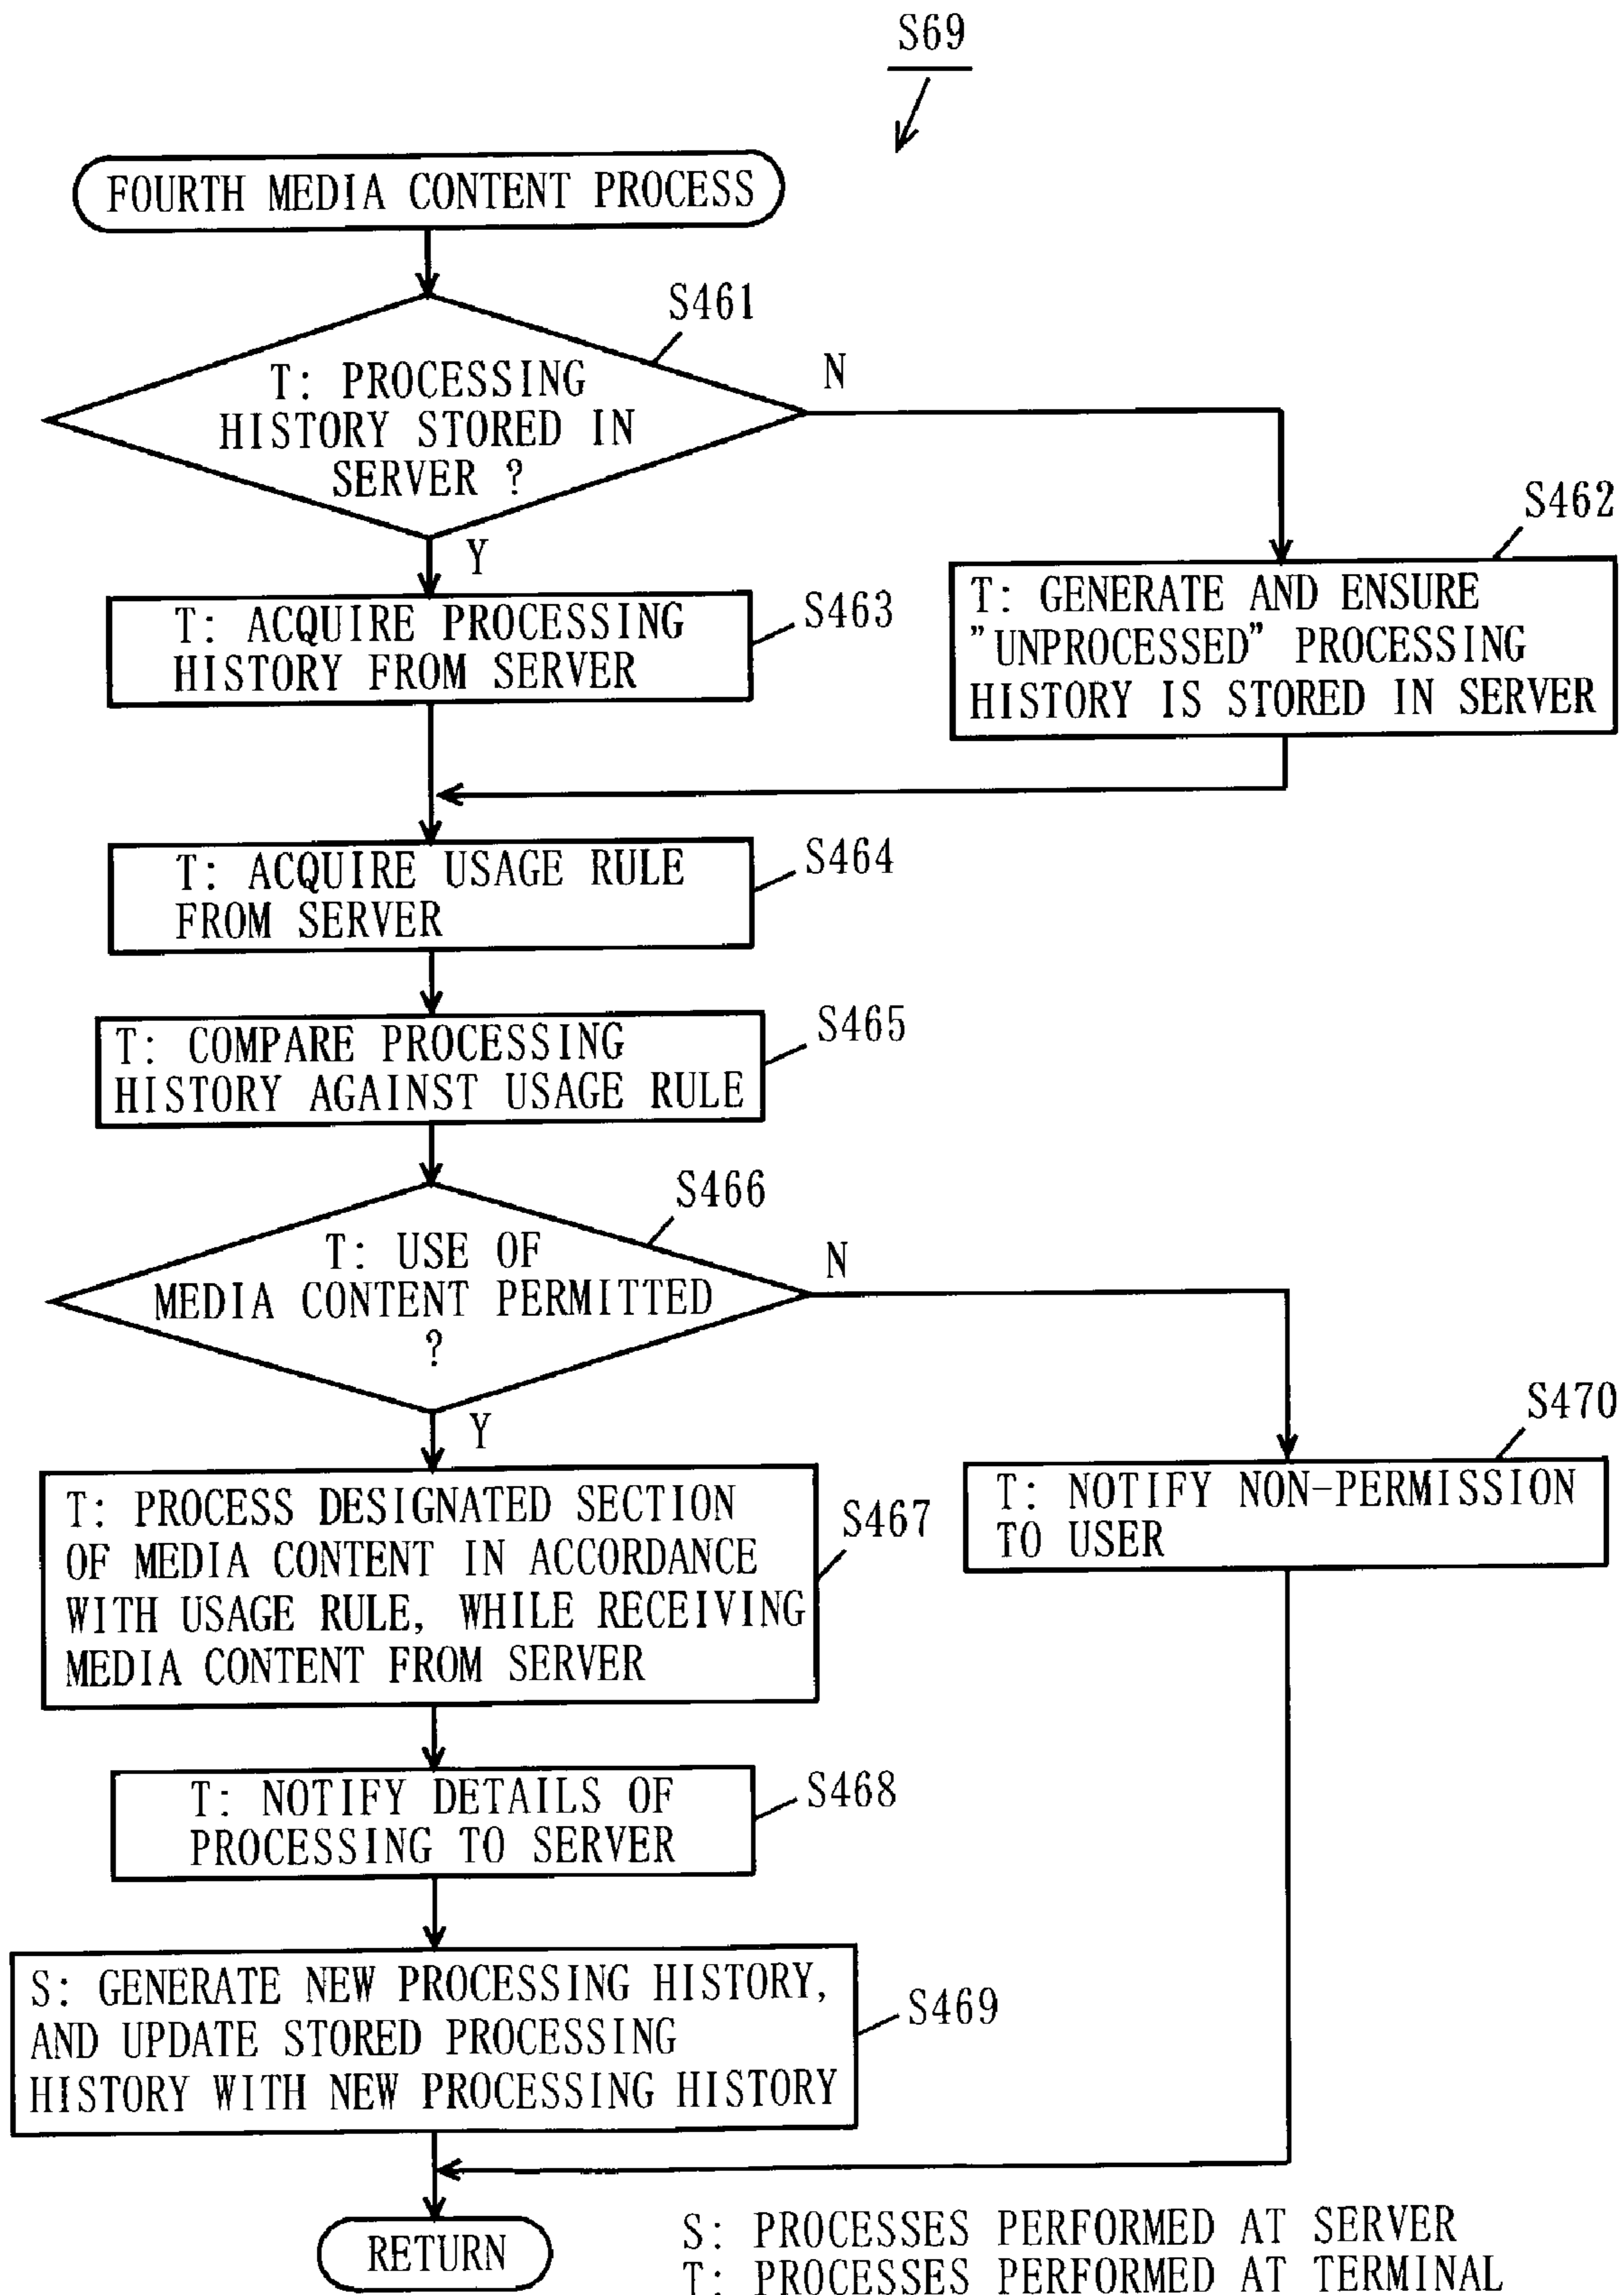 S69
FOURTH MEDIA CONTENT PROCESS
S461
T: PROCESSING
HISTORY STORED IN
SERVER ?
N
Y
S462
T: GENERATE AND ENSURE
"UNPROCESSED" PROCESSING
HISTORY IS STORED IN SERVER
S463
T: ACQUIRE PROCESSING
HISTORY FROM SERVER
S464
T: ACQUIRE USAGE RULE
FROM SERVER
S465
T: COMPARE PROCESSING
HISTORY AGAINST USAGE RULE
S466
T: USE OF
MEDIA CONTENT PERMITTED
?
N
Y
S470
T: NOTIFY NON-PERMISSION
TO USER
S467
T: PROCESS DESIGNATED SECTION
OF MEDIA CONTENT IN ACCORDANCE
WITH USAGE RULE, WHILE RECEIVING
MEDIA CONTENT FROM SERVER
S468
T: NOTIFY DETAILS OF
PROCESSING TO SERVER
S469
S: GENERATE NEW PROCESSING HISTORY,
AND UPDATE STORED PROCESSING
HISTORY WITH NEW PROCESSING HISTORY
RETURN
S: PROCESSES PERFORMED AT SERVER
T: PROCESSES PERFORMED AT TERMINAL